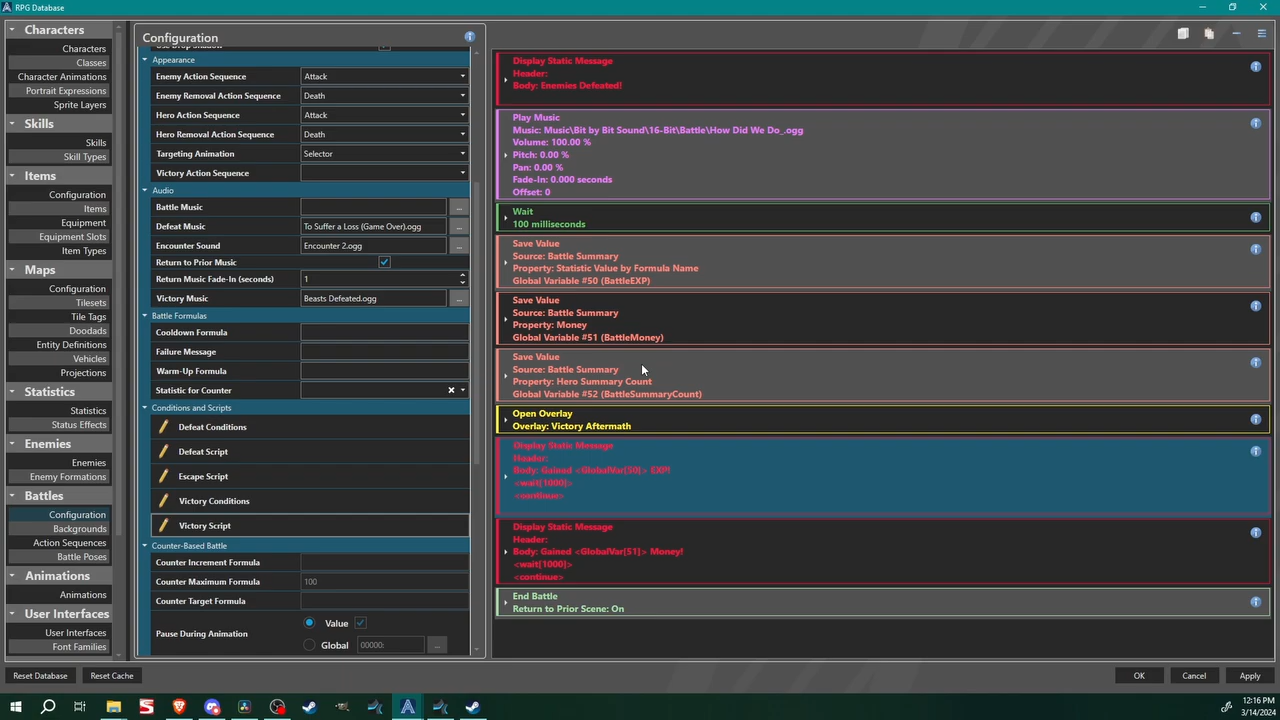 RPG Database
Characters
Characters
Classes
Character Animations
Portrait Expressions
Sprite Layers
Skills
Skills
Skill Types
Items
Configuration
Items
Equipment
Equipment Slots
Item Types
Maps
Configuration
Tilesets
Tile Tags
Doodads
Entity Definitions
Vehicles
Projections
Statistics
Statistics
Status Effects
Enemies
Enemies
Enemy Formations
Battles
Configuration
Backgrounds
Action Sequences
Battle Poses
Animations
Animations
User Interfaces
User Interfaces
Font Families
Configuration
Use Drop Shadow
Appearance
Enemy Action Sequence Attack
Enemy Removal Action Sequence Death
Hero Action Sequence Attack
Hero Removal Action Sequence Death
Targeting Animation Selector
Victory Action Sequence
Audio
Battle Music ...
Defeat Music To Suffer a Loss (Game Over).ogg ...
Encounter Sound Encounter 2.ogg ...
Return to Prior Music
Return Music Fade-In (seconds) 1
Victory Music Beasts Defeated.ogg ...
Battle Formulas
Cooldown Formula
Failure Message
Warm-Up Formula
Statistic for Counter
Conditions and Scripts
Defeat Conditions
Defeat Script
Escape Script
Victory Conditions
Victory Script
Counter-Based Battle
Counter Increment Formula
Counter Maximum Formula 100
Counter Target Formula
Pause During Animation
Value
Global 00000: ...
Display Static Message
Header:
Body: Enemies Defeated!
Play Music
Music: Music\Bit by Bit Sound\16-Bit\Battle\How Did We Do_.ogg
Volume: 100.00 %
Pitch: 0.00 %
Pan: 0.00 %
Fade-In: 0.000 seconds
Offset: 0
Wait
100 milliseconds
Save Value
Source: Battle Summary
Property: Statistic Value by Formula Name
Global Variable #50 (BattleEXP)
Save Value
Source: Battle Summary
Property: Money
Global Variable #51 (BattleMoney)
Save Value
Source: Battle Summary
Property: Hero Summary Count
Global Variable #52 (BattleSummaryCount)
Open Overlay
Overlay: Victory Aftermath
Display Static Message
Header:
Body: Gained <GlobalVar[50]> EXP!
<wait[1000]>
<continue>
Display Static Message
Header:
Body: Gained <GlobalVar[51]> Money!
<wait[1000]>
<continue>
End Battle
Return to Prior Scene: On
Reset Database
Reset Cache
OK
Cancel
Apply
12:16 PM
3/14/2024